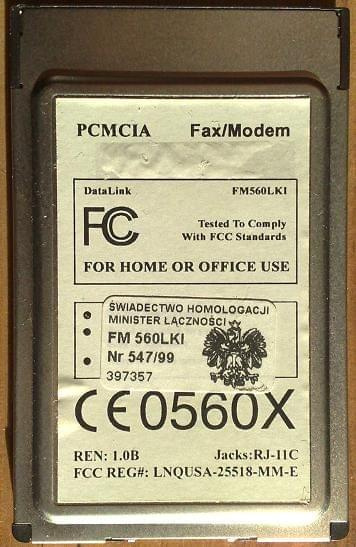 PCMCIA Fax/Modem
DataLink FM560LKI
FC Tested To Comply
With FCC Standards
FOR HOME OR OFFICE USE
ŚWIADECTWO HOMOLOGACJI
MINISTER ŁĄCZNOŚCI
FM 560LKI
Nr 547/99
397357
CE0560X
REN: 1.0B Jacks:RJ-11C
FCC REG#: LNQUSA-25518-MM-E